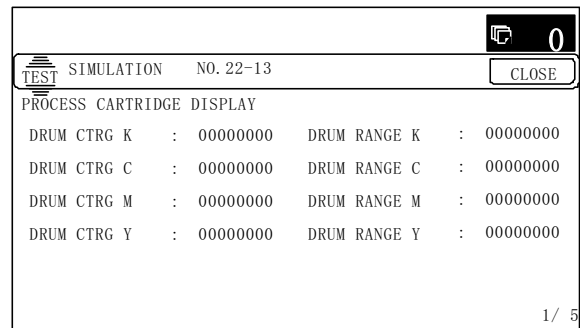 0
TEST SIMULATION NO. 22-13 CLOSE
PROCESS CARTRIDGE DISPLAY
DRUM CTRG K : 00000000 DRUM RANGE K : 00000000
DRUM CTRG C : 00000000 DRUM RANGE C : 00000000
DRUM CTRG M : 00000000 DRUM RANGE M : 00000000
DRUM CTRG Y : 00000000 DRUM RANGE Y : 00000000
1/ 5